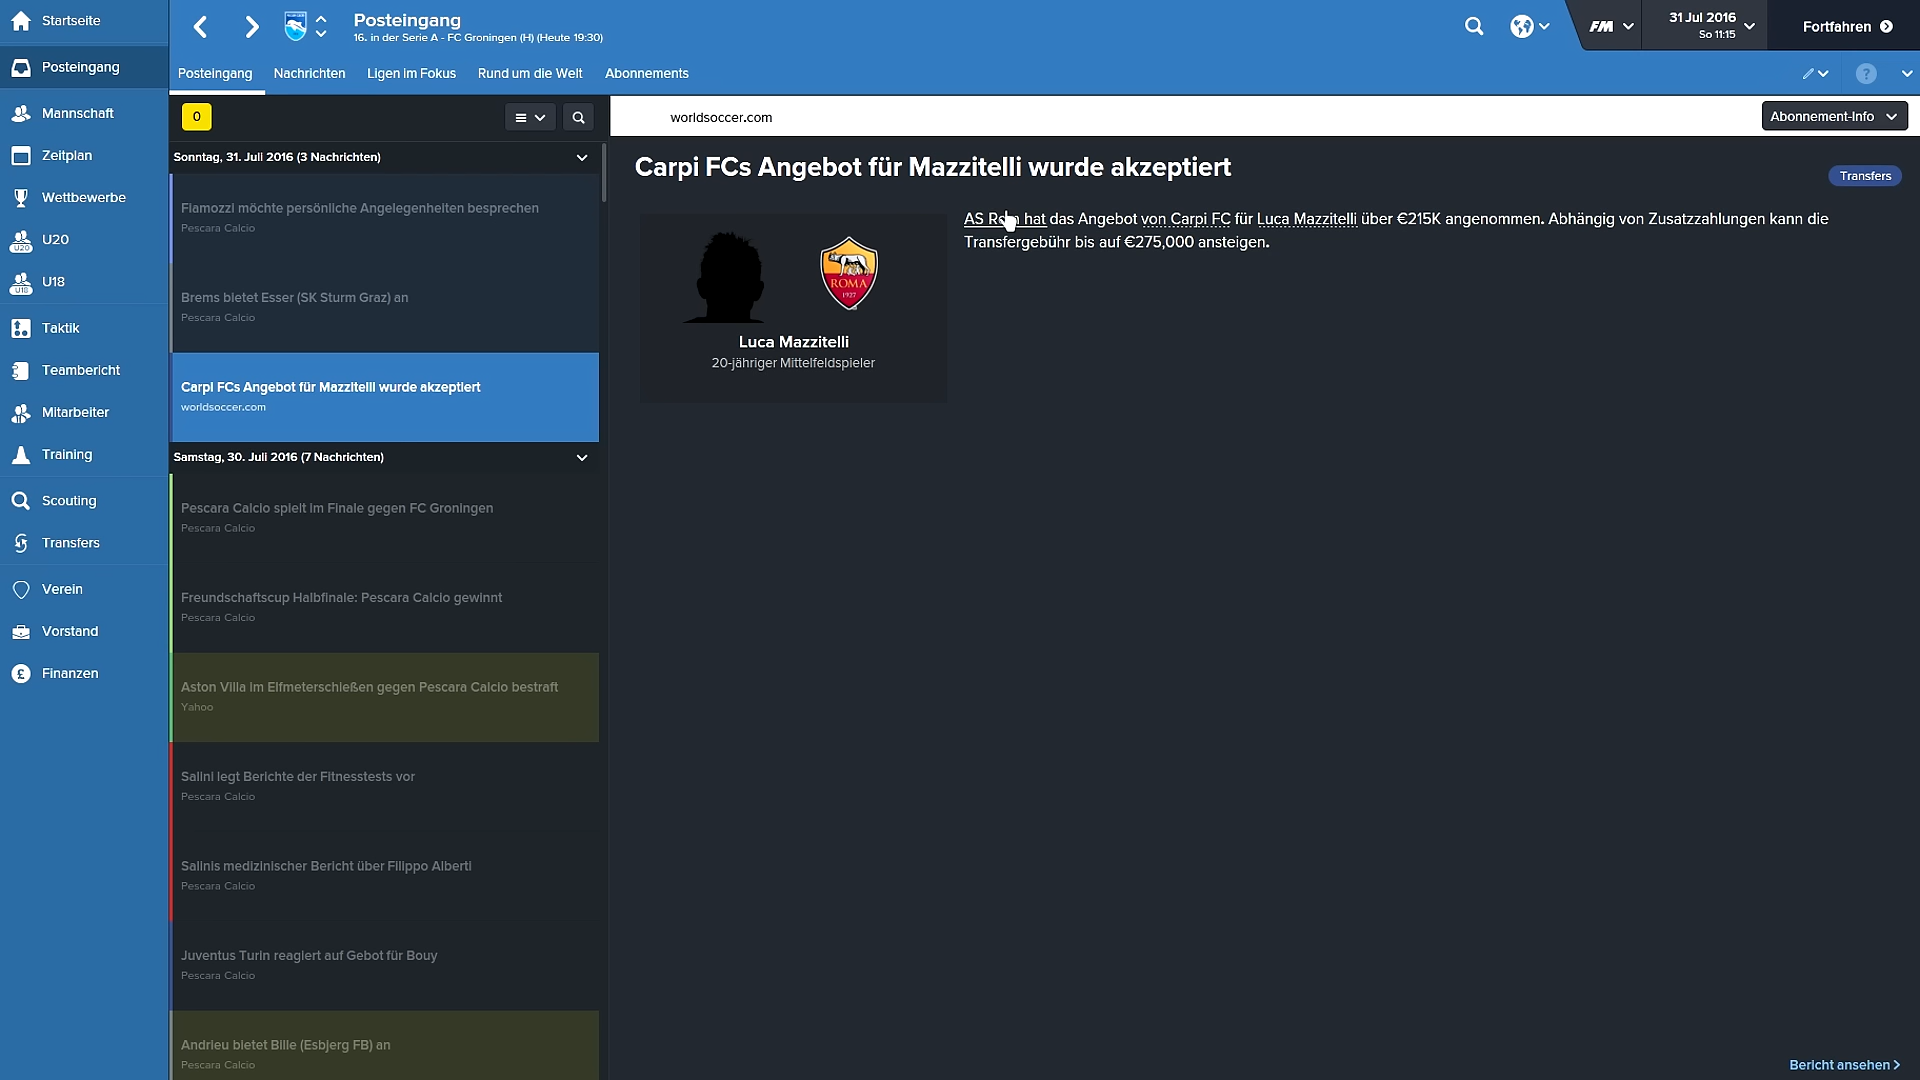 Startseite
Posteingang
Mannschaft
Zeitplan
Wettbewerbe
U20
U20
U18
U18
Taktik
Teambericht
Mitarbeiter
Training
Scouting
Transfers
Verein
Vorstand
Finanzen
Posteingang
16. in der Serie A - FC Groningen (H) (Heute 19:30)
FM
31 Jul 2016
So 11:15
Fortfahren
Posteingang
Nachrichten
Ligen im Fokus
Rund um die Welt
Abonnements
?
0
Sonntag, 31. Juli 2016 (3 Nachrichten)
Fiamozzi möchte persönliche Angelegenheiten besprechen
Pescara Calcio
Brems bietet Esser (SK Sturm Graz) an
Pescara Calcio
Carpi FCs Angebot für Mazzitelli wurde akzeptiert
worldsoccer.com
Samstag, 30. Juli 2016 (7 Nachrichten)
Pescara Calcio spielt im Finale gegen FC Groningen
Pescara Calcio
Freundschaftscup Halbfinale: Pescara Calcio gewinnt
Pescara Calcio
Aston Villa im Elfmeterschießen gegen Pescara Calcio bestraft
Yahoo
Salini legt Berichte der Fitnesstests vor
Pescara Calcio
Salinis medizinischer Bericht über Filippo Alberti
Pescara Calcio
Juventus Turin reagiert auf Gebot für Bouy
Pescara Calcio
Andrieu bietet Bille (Esbjerg FB) an
Pescara Calcio
worldsoccer.com
Abonnement-Info
Carpi FCs Angebot für Mazzitelli wurde akzeptiert
Transfers
ROMA
1927
Luca Mazzitelli
20-jähriger Mittelfeldspieler
AS Rom hat das Angebot von Carpi FC für Luca Mazzitelli über €215K angenommen. Abhängig von Zusatzzahlungen kann die
Transfergebühr bis auf €275,000 ansteigen.
Bericht ansehen >